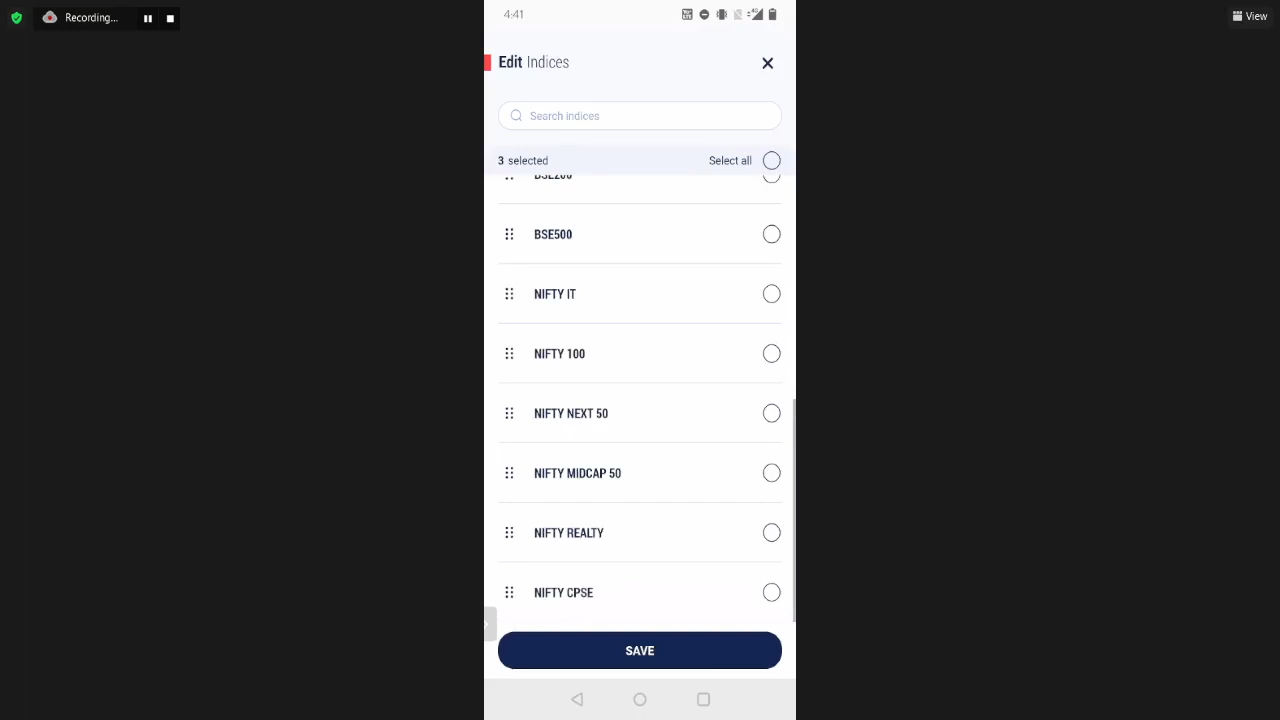 Recording...
View
4:41
Edit Indices
Search indices
3 selected
Select all
BSE200
BSE500
NIFTY IT
NIFTY 100
NIFTY NEXT 50
NIFTY MIDCAP 50
NIFTY REALTY
NIFTY CPSE
SAVE